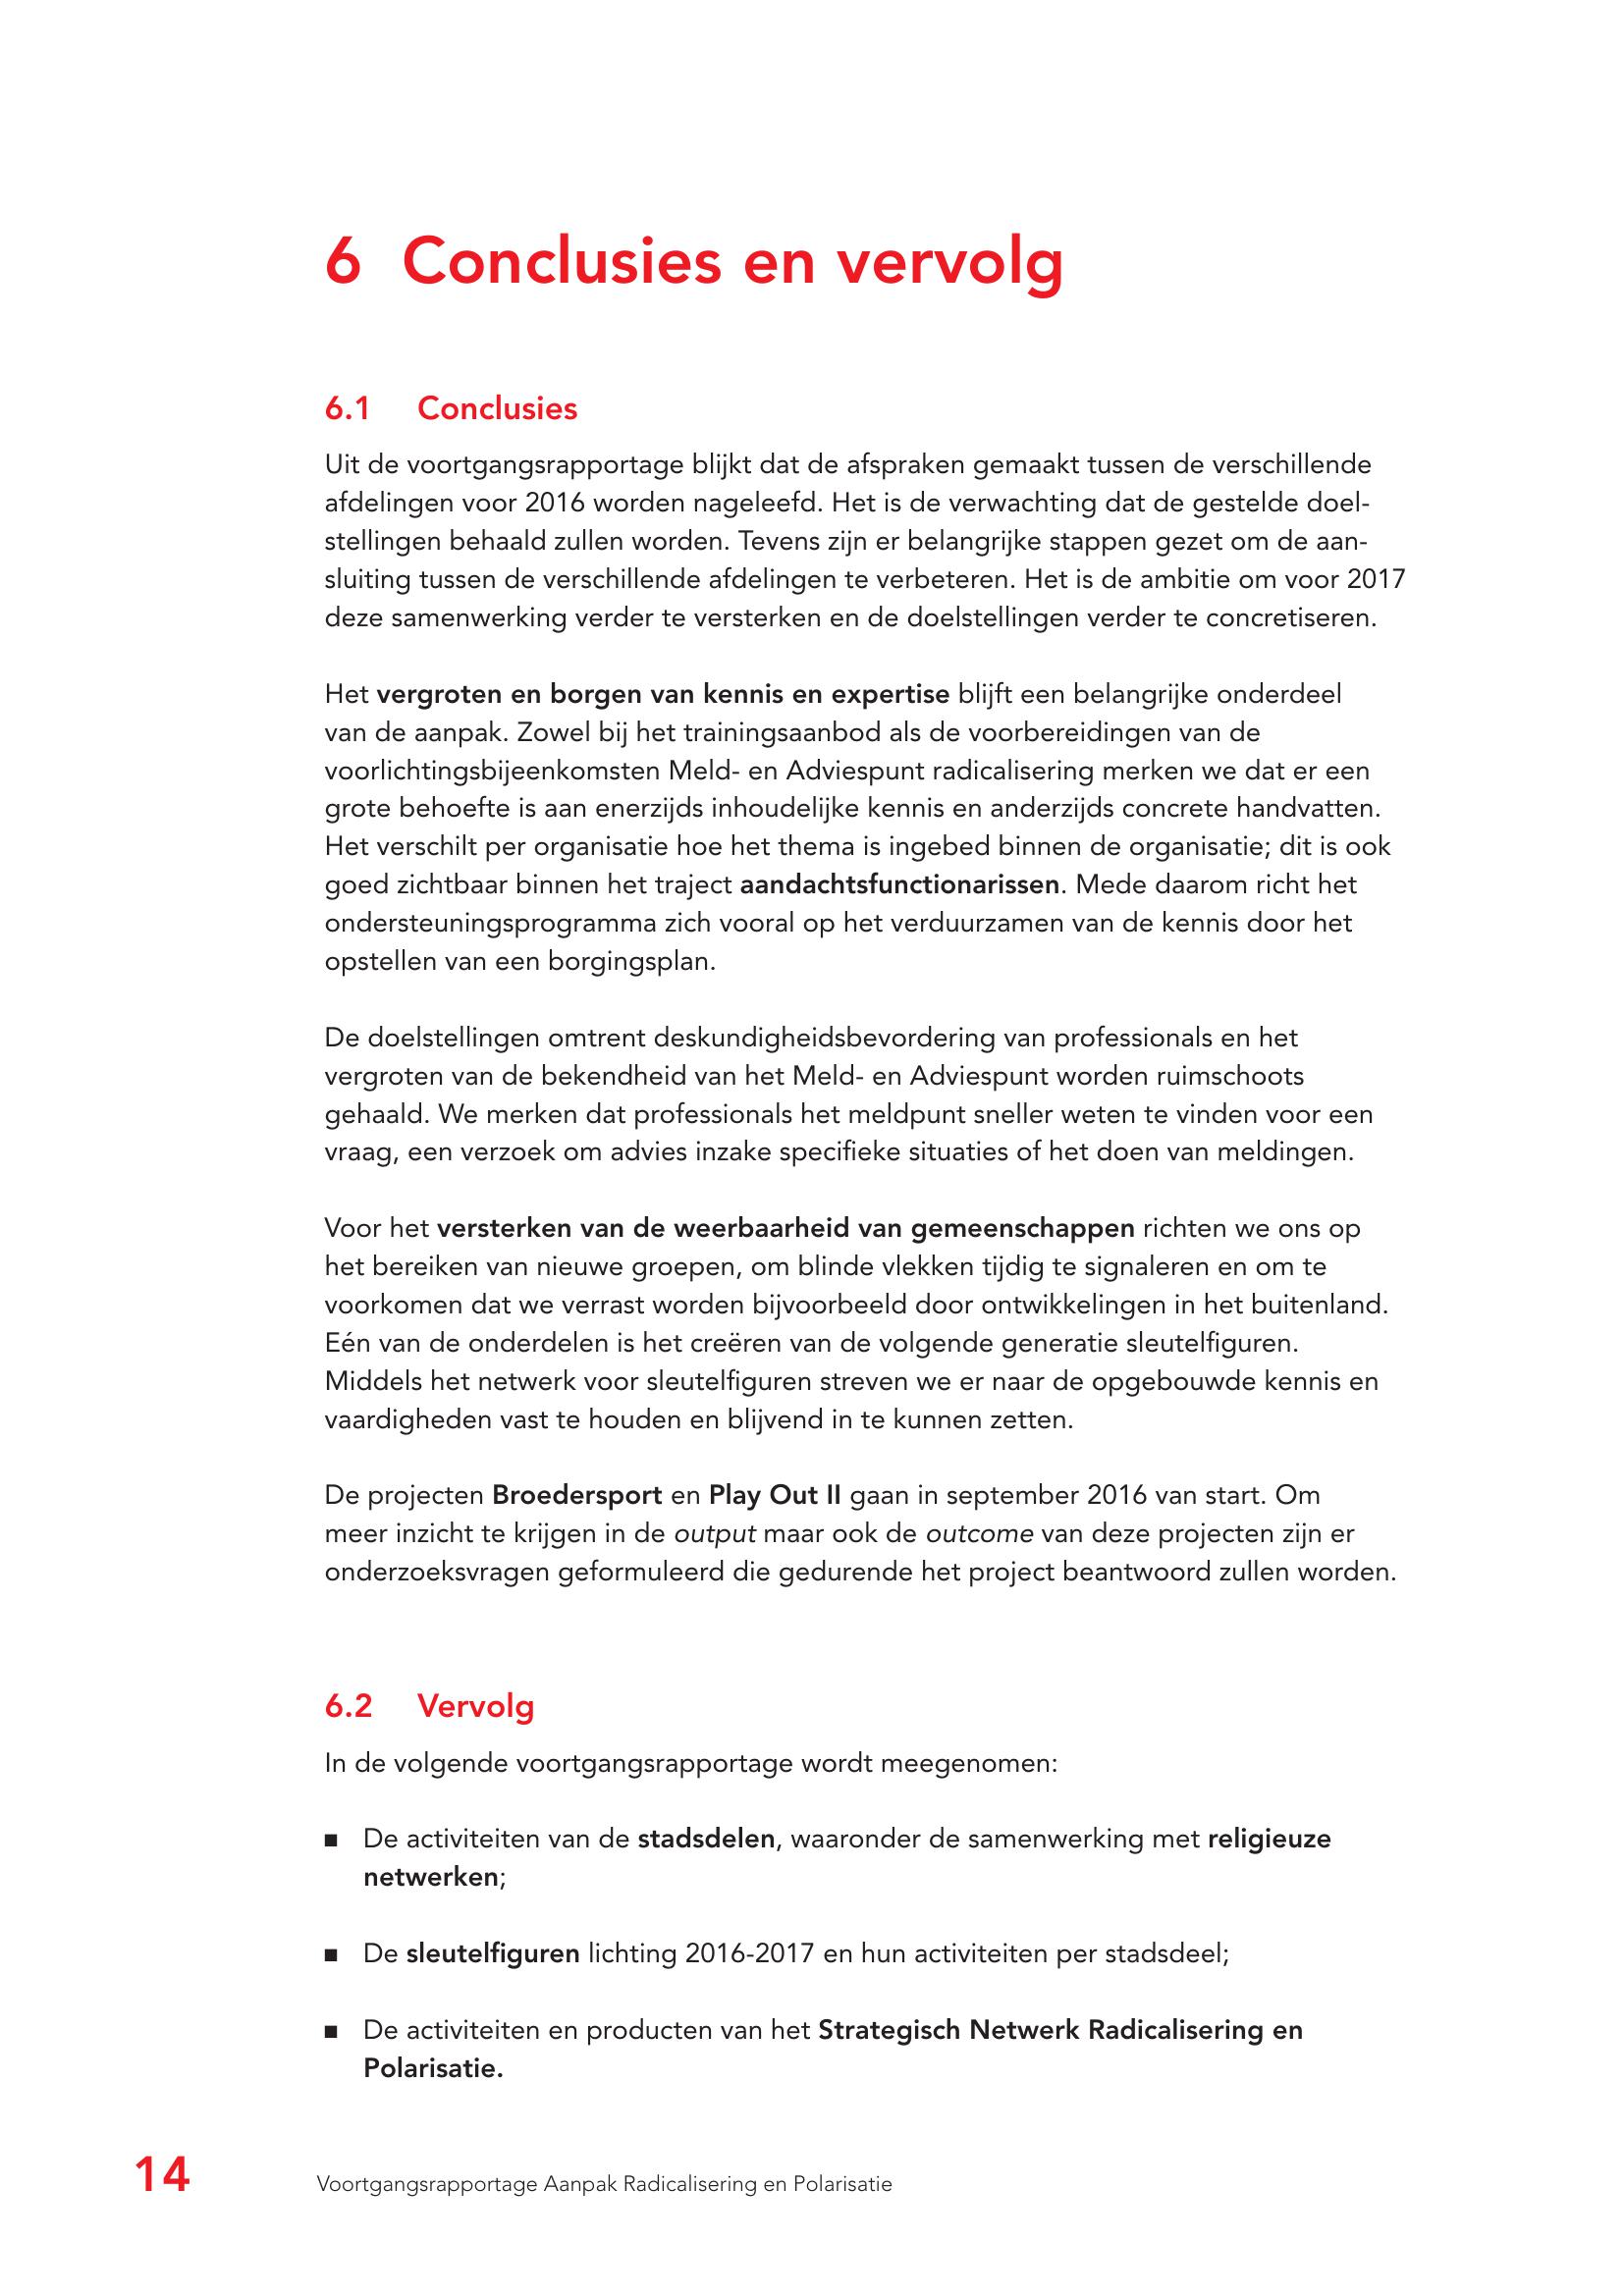 6 Conclusies en vervolg
6.1 Conclusies
Uit de voortgangsrapportage blijkt dat de afspraken gemaakt tussen de verschillende
afdelingen voor 2016 worden nageleefd. Het is de verwachting dat de gestelde doel-
stellingen behaald zullen worden. Tevens zijn er belangrijke stappen gezet om de aan-
sluiting tussen de verschillende afdelingen te verbeteren. Het is de ambitie om voor 2017
deze samenwerking verder te versterken en de doelstellingen verder te concretiseren.
Het vergroten en borgen van kennis en expertise blijft een belangrijke onderdeel
van de aanpak. Zowel bij het trainingsaanbod als de voorbereidingen van de
voorlichtingsbijeenkomsten Meld- en Adviespunt radicalisering merken we dat er een
grote behoefte is aan enerzijds inhoudelijke kennis en anderzijds concrete handvatten.
Het verschilt per organisatie hoe het thema is ingebed binnen de organisatie; dit is ook
goed zichtbaar binnen het traject aandachtsfunctionarissen. Mede daarom richt het
ondersteuningsprogramma zich vooral op het verduurzamen van de kennis door het
opstellen van een borgingsplan.
De doelstellingen omtrent deskundigheidsbevordering van professionals en het
vergroten van de bekendheid van het Meld- en Adviespunt worden ruimschoots
gehaald. We merken dat professionals het meldpunt sneller weten te vinden voor een
vraag, een verzoek om advies inzake specifieke situaties of het doen van meldingen.
Voor het versterken van de weerbaarheid van gemeenschappen richten we ons op
het bereiken van nieuwe groepen, om blinde vlekken tijdig te signaleren en om te
voorkomen dat we verrast worden bijvoorbeeld door ontwikkelingen in het buitenland.
Eén van de onderdelen is het creëren van de volgende generatie sleutelfiguren.
Middels het netwerk voor sleutelfiguren streven we er naar de opgebouwde kennis en
vaardigheden vast te houden en blijvend in te kunnen zetten.
De projecten Broedersport en Play Out II gaan in september 2016 van start. Om
meer inzicht te krijgen in de output maar ook de outcome van deze projecten zijn er
onderzoeksvragen geformuleerd die gedurende het project beantwoord zullen worden.
6.2 Vervolg
In de volgende voortgangsrapportage wordt meegenomen:
■ De activiteiten van de stadsdelen, waaronder de samenwerking met religieuze
netwerken;
■ De sleutelfiguren lichting 2016-2017 en hun activiteiten per stadsdeel;
■ De activiteiten en producten van het Strategisch Netwerk Radicalisering en
Polarisatie.
14 Voortgangsrapportage Aanpak Radicalisering en Polarisatie